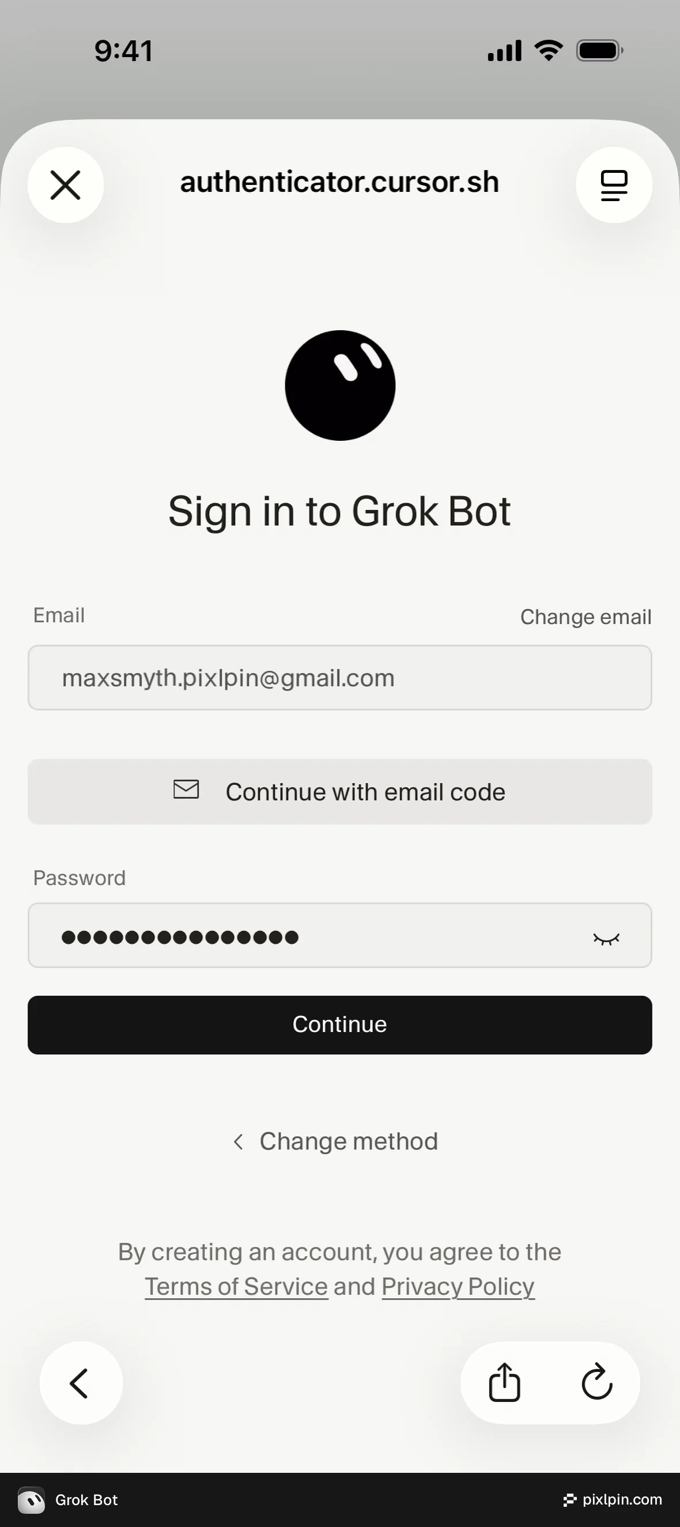 9:41
authenticator.cursor.sh
Sign in to Grok Bot
Email
Change email
maxsmyth.pixlpin@gmail.com
Continue with email code
Password
Continue
Change method
By creating an account, you agree to the
Terms of Service and Privacy Policy
Grok Bot
pixlpin.com